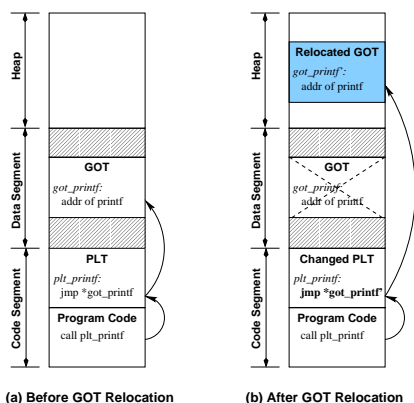 Heap
Data Segment
Code Segment
GOT
got_printf:
addr of printf
PLT
plt_printf:
jmp *got_printf
Program Code
call plt_printf
(a) Before GOT Relocation
Heap
Data Segment
Code Segment
Relocated GOT
got_printf':
addr of printf
GOT
got_printf:
addr of printf
Changed PLT
plt_printf:
jmp *got_printf'
Program Code
call plt_printf
(b) After GOT Relocation